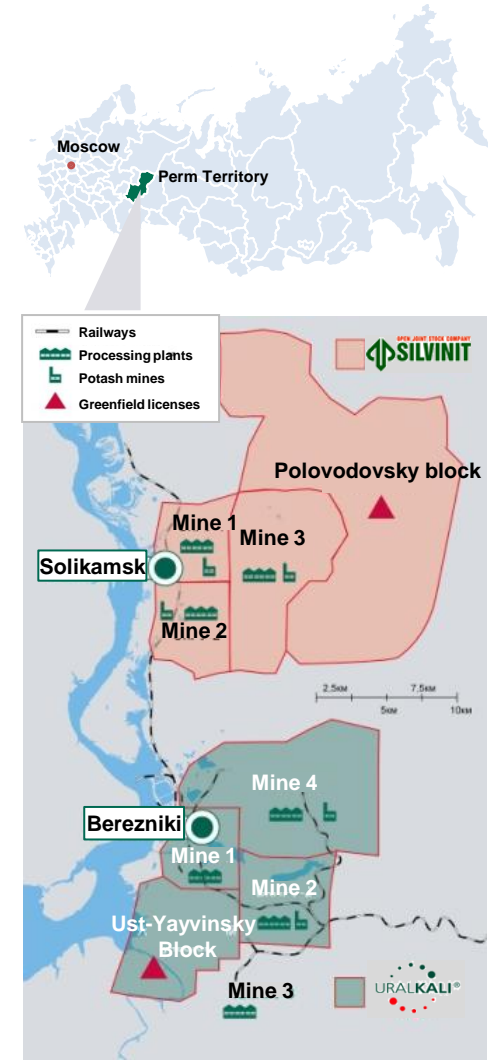 Moscow
Perm Territory
Railways
Processing plants
Potash mines
Greenfield licenses
OPEN JOINT STOCK COMPANY
SILVINIT
Polovodovsky block
Mine 1
Mine 3
Solikamsk
Mine 2
2,5км 7,5км
5км 10км
Mine 4
Berezniki
Mine 1
Mine 2
Ust-Yayvinsky
Block
Mine 3
URALKALI®